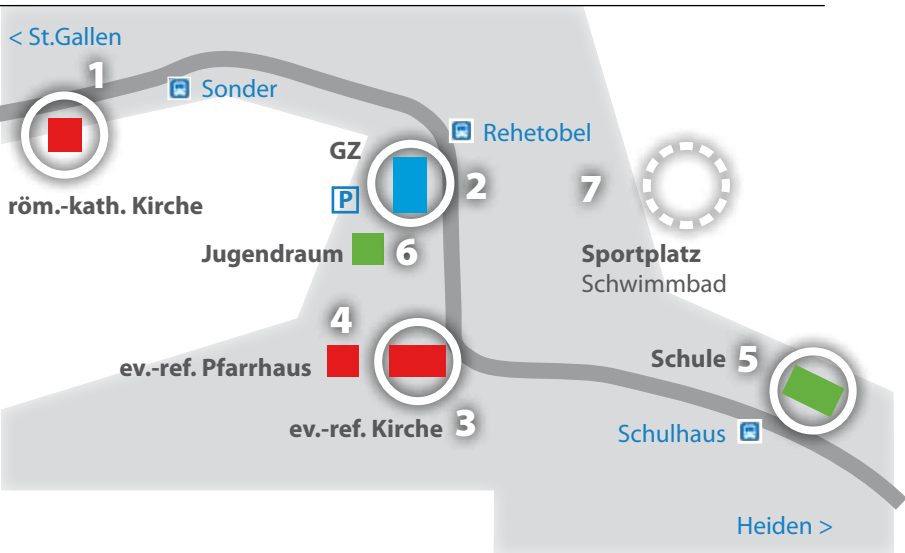 < St.Gallen
1
Sonder
Rehetobel
GZ
2
P
7
röm.-kath. Kirche
Jugendraum
6
Sportplatz
Schwimmbad
4
Schule
5
ev.-ref. Pfarrhaus
ev.-ref. Kirche
3
Schulhaus
Heiden >